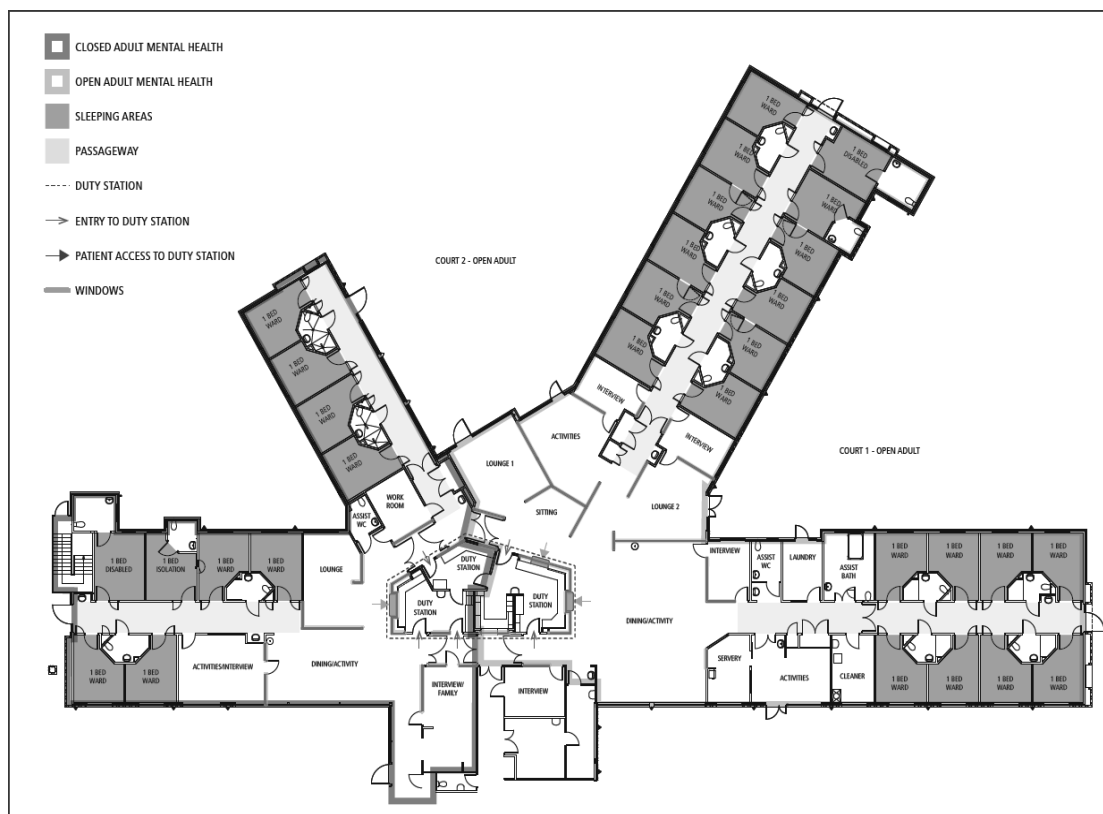 CLOSED ADULT MENTAL HEALTH
OPEN ADULT MENTAL HEALTH
SLEEPING AREAS
PASSAGEWAY
DUTY STATION
ENTRY TO DUTY STATION
PATIENT ACCESS TO DUTY STATION
WINDOWS
COURT 2 - OPEN ADULT
COURT 1 - OPEN ADULT
1 BED
WARD
1 BED
WARD
1 BED
WARD
1 BED
WARD
1 BED
WARD
1 BED
WARD
1 BED
DISABLED
1 BED
WARD
1 BED
WARD
1 BED
WARD
1 BED
WARD
1 BED
WARD
INTERVIEW
INTERVIEW
ACTIVITIES
LOUNGE 1
SITTING
LOUNGE 2
1 BED
WARD
1 BED
WARD
1 BED
WARD
1 BED
WARD
WORK
ROOM
ASSIST
WC
1 BED
DISABLED
1 BED
ISOLATION
1 BED
WARD
1 BED
WARD
LOUNGE
DUTY
STATION
DUTY
STATION
DUTY
STATION
DINING/ACTIVITY
INTERVIEW
ASSIST
WC
LAUNDRY
ASSIST
BATH
1 BED
WARD
1 BED
WARD
1 BED
WARD
1 BED
WARD
1 BED
WARD
1 BED
WARD
ACTIVITIES/INTERVIEW
DINING/ACTIVITY
INTERVIEW/
FAMILY
INTERVIEW
SERVERY
ACTIVITIES
CLEANER
1 BED
WARD
1 BED
WARD
1 BED
WARD
1 BED
WARD